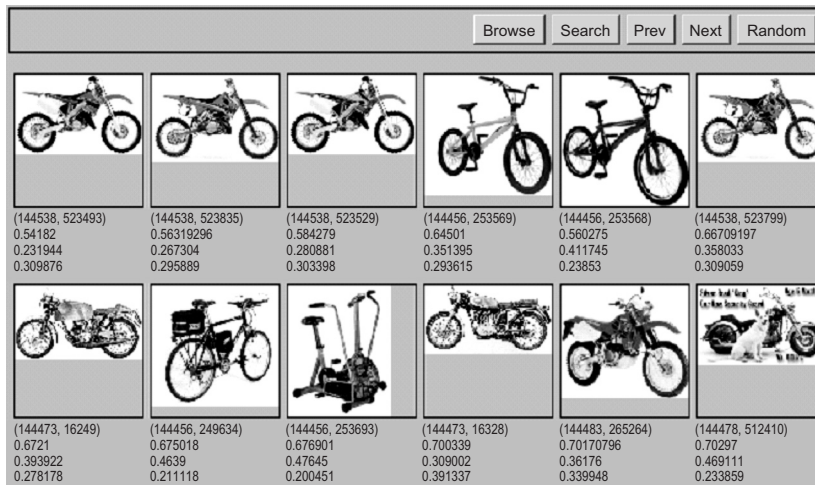 Browse Search Prev Next Random
(144538, 523493) (144538, 523835) (144538, 523529) (144456, 253569) (144456, 253568) (144538, 523799)
0.54182 0.56319296 0.584279 0.64501 0.560275 0.66709197
0.231944 0.267304 0.280881 0.351395 0.411745 0.358033
0.309876 0.295889 0.303398 0.293615 0.23853 0.309059
(144473, 16249) (144456, 249634) (144456, 253693) (144473, 16328) (144483, 265264) (144478, 512410)
0.6721 0.675018 0.676901 0.700339 0.70170796 0.70297
0.393922 0.4639 0.47645 0.309002 0.36176 0.469111
0.278178 0.211118 0.200451 0.391337 0.339948 0.233859